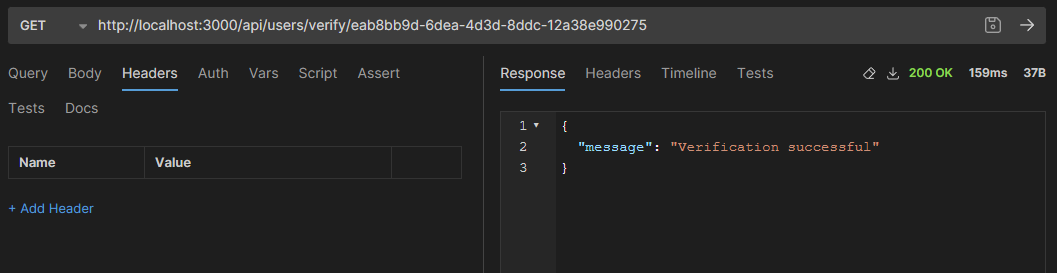 GET http://localhost:3000/api/users/verify/eab8bb9d-6dea-4d3d-8ddc-12a38e990275
Query Body Headers Auth Vars Script Assert
Tests Docs
Name Value
+ Add Header
Response Headers Timeline Tests 200 OK 159ms 37B
1 {
2 "message": "Verification successful"
3 }